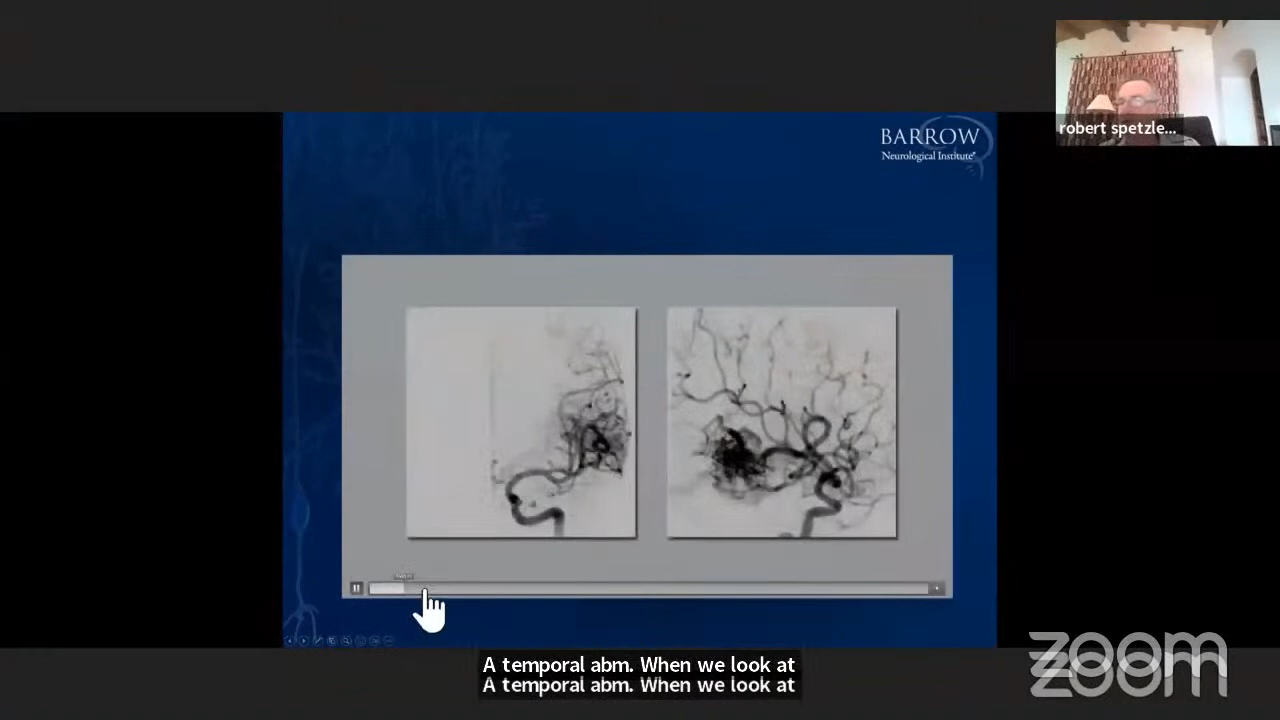 BARROW
Neurological Institute®
robert spetzle...
A temporal abm. When we look at
A temporal abm. When we look at
zoom